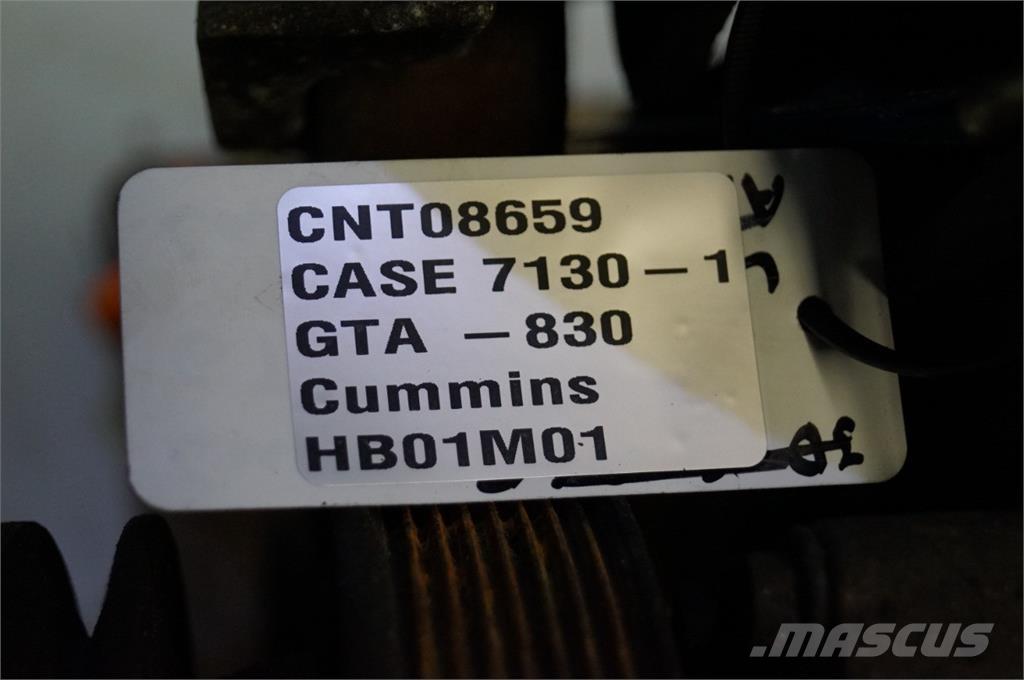 CNT08659
CASE 7130 – 1
GTA – 830
Cummins
HB01M01
.MASCUS